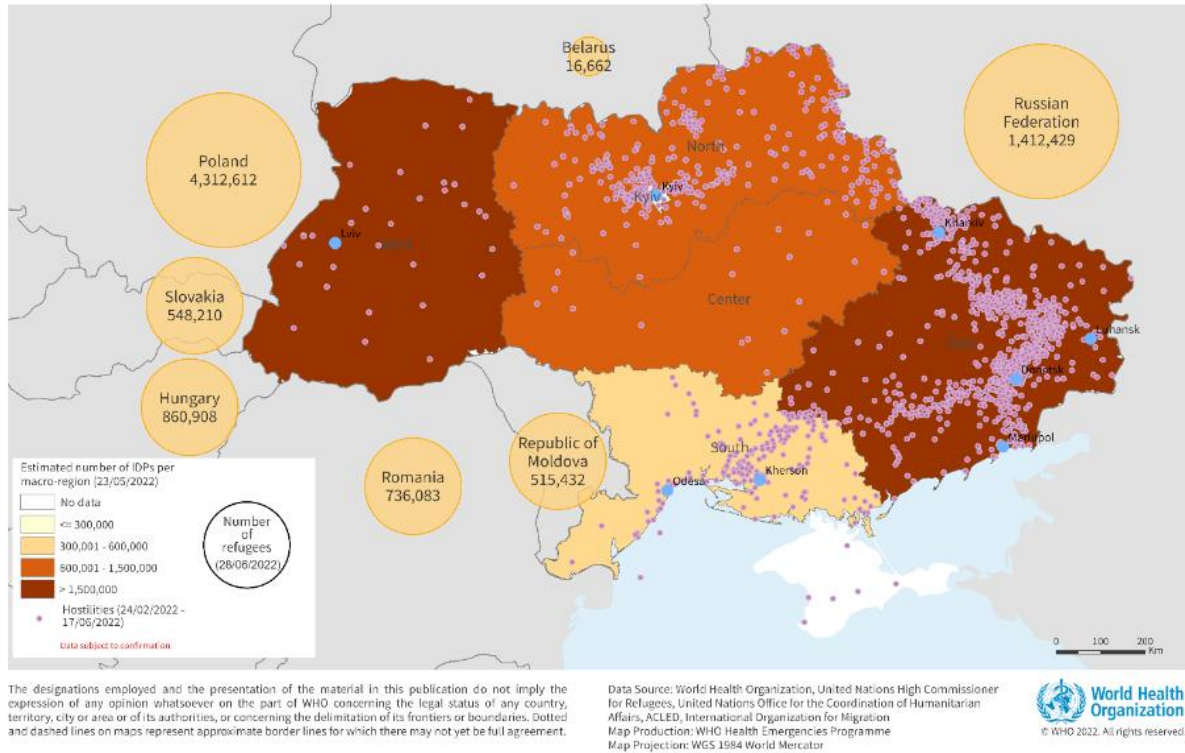 Belarus
16,662
Russian
Federation
1,412,429
Poland
4,312,612
North
Kyiv
Kyiv
Kharkiv
Lviv
Slovakia
548,210
Center
Luhansk
Donetsk
Hungary
860,908
Mariupol
Republic of
Moldova
515,432
South
Kherson
Odesa
Romania
736,083
Estimated number of IDPs per
macro-region (23/05/2022)
No data
<= 300,000
300,001 - 600,000
600,001 - 1,500,000
> 1,500,000
Hostilities (24/02/2022 -
17/06/2022)
Data subject to confirmation
Number
of
refugees
(28/06/2022)
0 100 200
Km
The designations employed and the presentation of the material in this publication do not imply the
expression of any opinion whatsoever on the part of WHO concerning the legal status of any country,
territory, city or area or of its authorities, or concerning the delimitation of its frontiers or boundaries. Dotted
and dashed lines on maps represent approximate border lines for which there may not yet be full agreement.
Data Source: World Health Organization, United Nations High Commissioner
for Refugees, United Nations Office for the Coordination of Humanitarian
Affairs, ACLED, International Organization for Migration
Map Production: WHO Health Emergencies Programme
Map Projection: WGS 1984 World Mercator
World Health
Organization
© WHO 2022. All rights reserved.